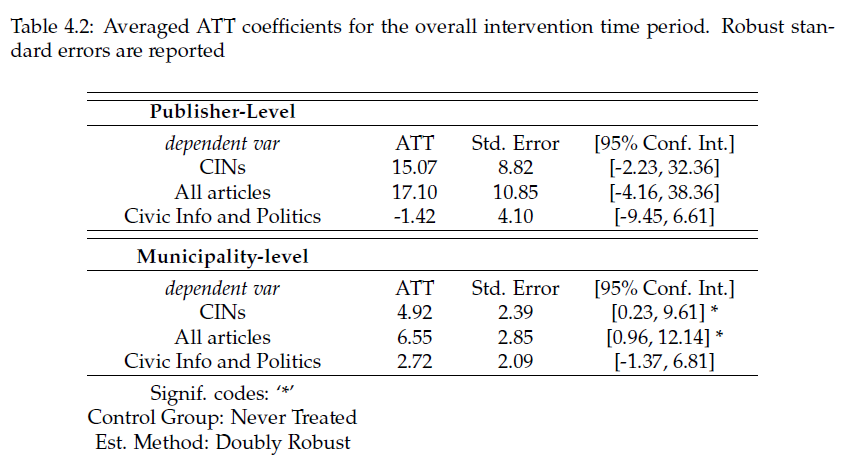 Table 4.2: Averaged ATT coefficients for the overall intervention time period. Robust stan-
dard errors are reported
Publisher-Level
dependent var ATT Std. Error [95% Conf. Int.]
CINs 15.07 8.82 [-2.23, 32.36]
All articles 17.10 10.85 [-4.16, 38.36]
Civic Info and Politics -1.42 4.10 [-9.45, 6.61]
Municipality-level
dependent var ATT Std. Error [95% Conf. Int.]
CINs 4.92 2.39 [0.23, 9.61] *
All articles 6.55 2.85 [0.96, 12.14] *
Civic Info and Politics 2.72 2.09 [-1.37, 6.81]
Signif. codes: ‘*’
Control Group: Never Treated
Est. Method: Doubly Robust